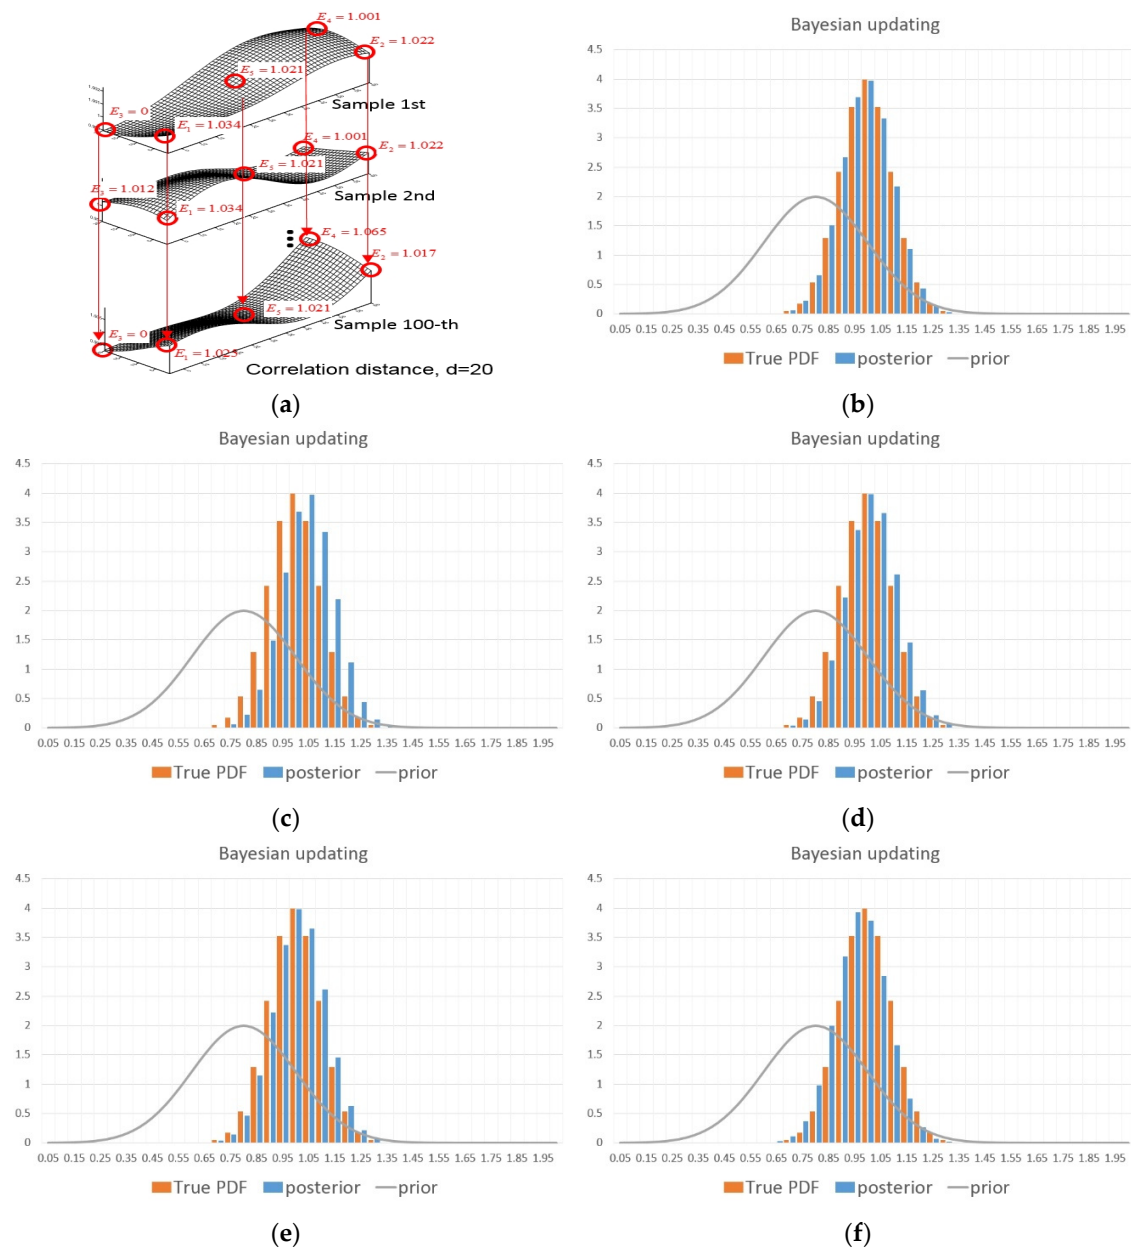 E₄ = 1.001
E₂ = 1.022
E₅ = 1.021
Sample 1st
E₃ = 0
E₁ = 1.034
E₄ = 1.001
E₂ = 1.022
E₅ = 1.021
Sample 2nd
E₃ = 1.012
E₁ = 1.034
E₄ = 1.065
E₂ = 1.017
E₅ = 1.021
Sample 100-th
E₃ = 0
E₁ = 1.025
Correlation distance, d=20
(a)
Bayesian updating
4.5
4
3.5
3
2.5
2
1.5
1
0.5
0
0.05 0.15 0.25 0.35 0.45 0.55 0.65 0.75 0.85 0.95 1.05 1.15 1.25 1.35 1.45 1.55 1.65 1.75 1.85 1.95
True PDF posterior prior
(b)
Bayesian updating
4.5
4
3.5
3
2.5
2
1.5
1
0.5
0
0.05 0.15 0.25 0.35 0.45 0.55 0.65 0.75 0.85 0.95 1.05 1.15 1.25 1.35 1.45 1.55 1.65 1.75 1.85 1.95
True PDF posterior prior
(c)
Bayesian updating
4.5
4
3.5
3
2.5
2
1.5
1
0.5
0
0.05 0.15 0.25 0.35 0.45 0.55 0.65 0.75 0.85 0.95 1.05 1.15 1.25 1.35 1.45 1.55 1.65 1.75 1.85 1.95
True PDF posterior prior
(d)
Bayesian updating
4.5
4
3.5
3
2.5
2
1.5
1
0.5
0
0.05 0.15 0.25 0.35 0.45 0.55 0.65 0.75 0.85 0.95 1.05 1.15 1.25 1.35 1.45 1.55 1.65 1.75 1.85 1.95
True PDF posterior prior
(e)
Bayesian updating
4.5
4
3.5
3
2.5
2
1.5
1
0.5
0
0.05 0.15 0.25 0.35 0.45 0.55 0.65 0.75 0.85 0.95 1.05 1.15 1.25 1.35 1.45 1.55 1.65 1.75 1.85 1.95
True PDF posterior prior
(f)